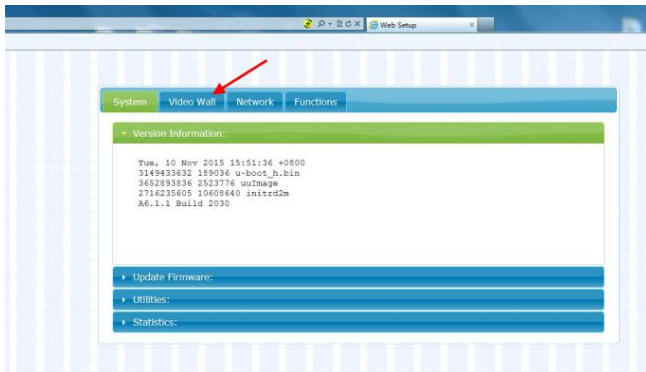 Web Setup
System Video Wall Network Functions
Version Information:
Tue, 10 Nov 2015 15:51:36 +0800
3149433632 189036 u-boot_h.bin
3652893836 2523776 uuImage
2716235605 10608640 initrd2m
A6.1.1 Build 2030
Update Firmware:
Utilities:
Statistics: